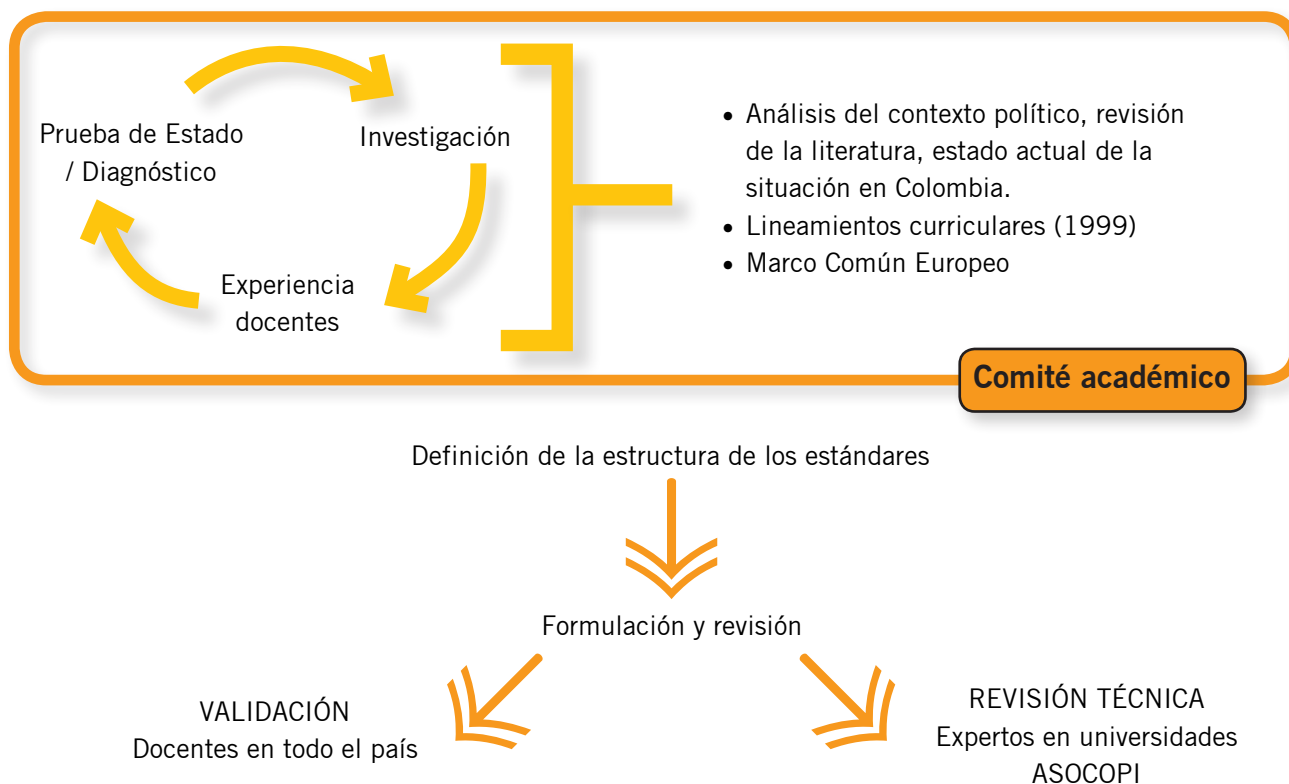 Prueba de Estado
/ Diagnóstico
Investigación
Experiencia
docentes
• Análisis del contexto político, revisión
de la literatura, estado actual de la
situación en Colombia.
• Lineamientos curriculares (1999)
• Marco Común Europeo
Comité académico
Definición de la estructura de los estándares
Formulación y revisión
VALIDACIÓN
Docentes en todo el país
REVISIÓN TÉCNICA
Expertos en universidades
ASOCOPI